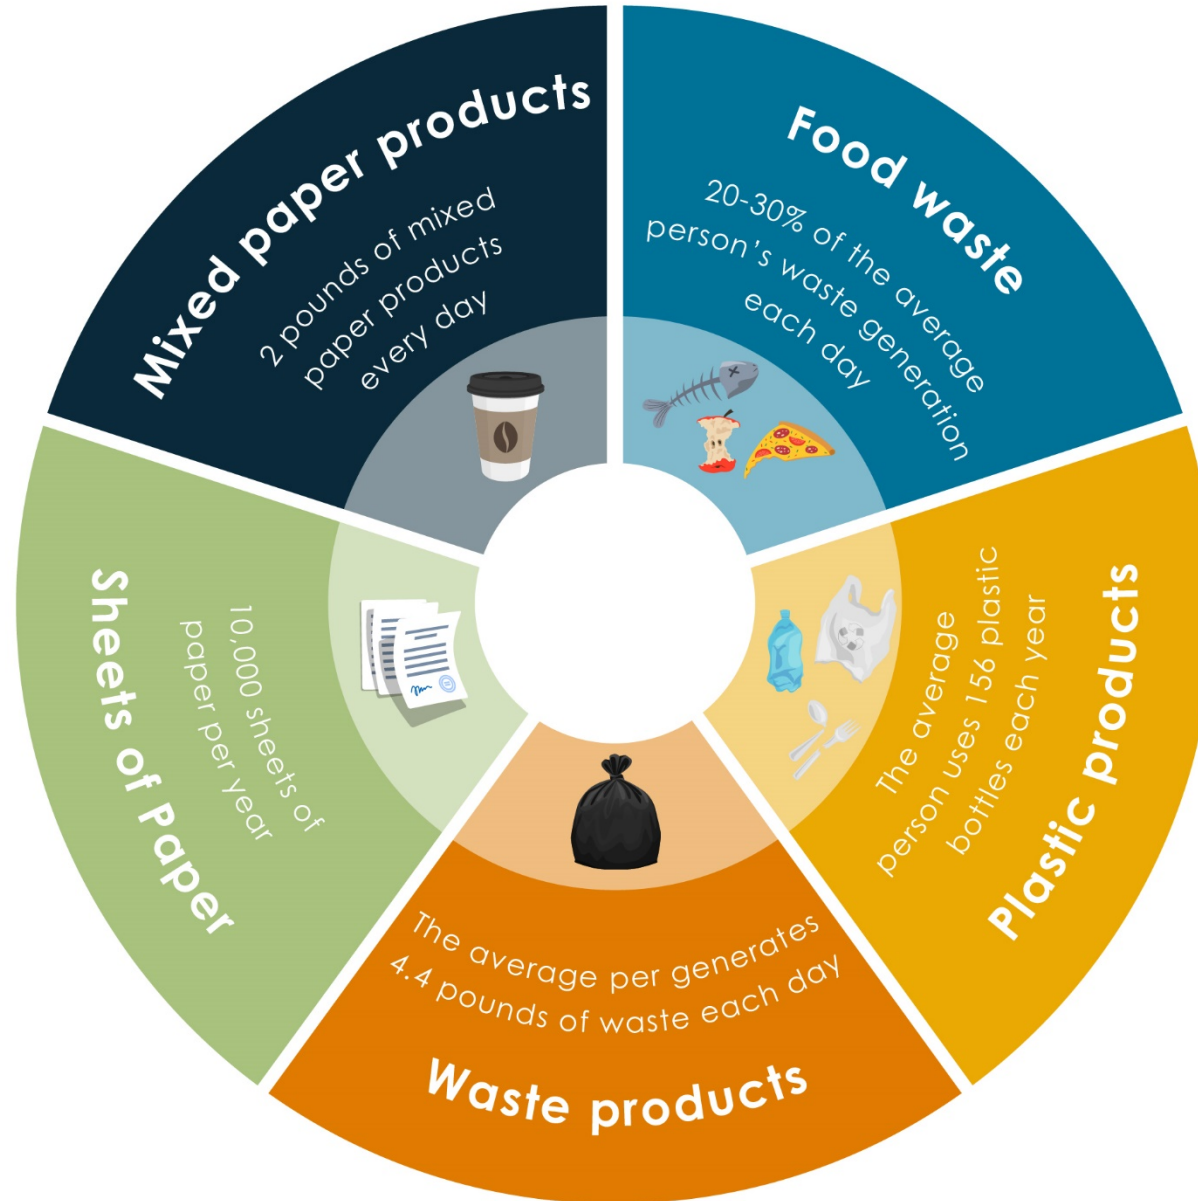 Mixed paper products
2 pounds of mixed
paper products
every day
Food waste
20-30% of the average
person's waste generation
each day
Plastic products
The average
person uses 156 plastic
bottles each year
The average per generates
4.4 pounds of waste each day
Waste products
Sheets of Paper
10,000 sheets of
paper per year